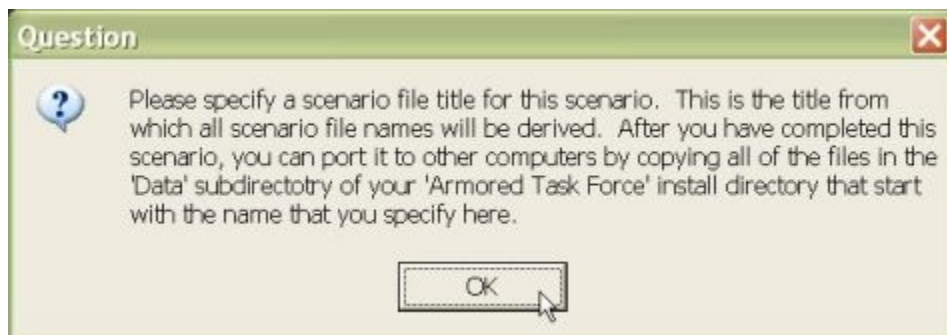 Question
Please specify a scenario file title for this scenario. This is the title from
which all scenario file names will be derived. After you have completed this
scenario, you can port it to other computers by copying all of the files in the
'Data' subdirectotry of your 'Armored Task Force' install directory that start
with the name that you specify here.
OK